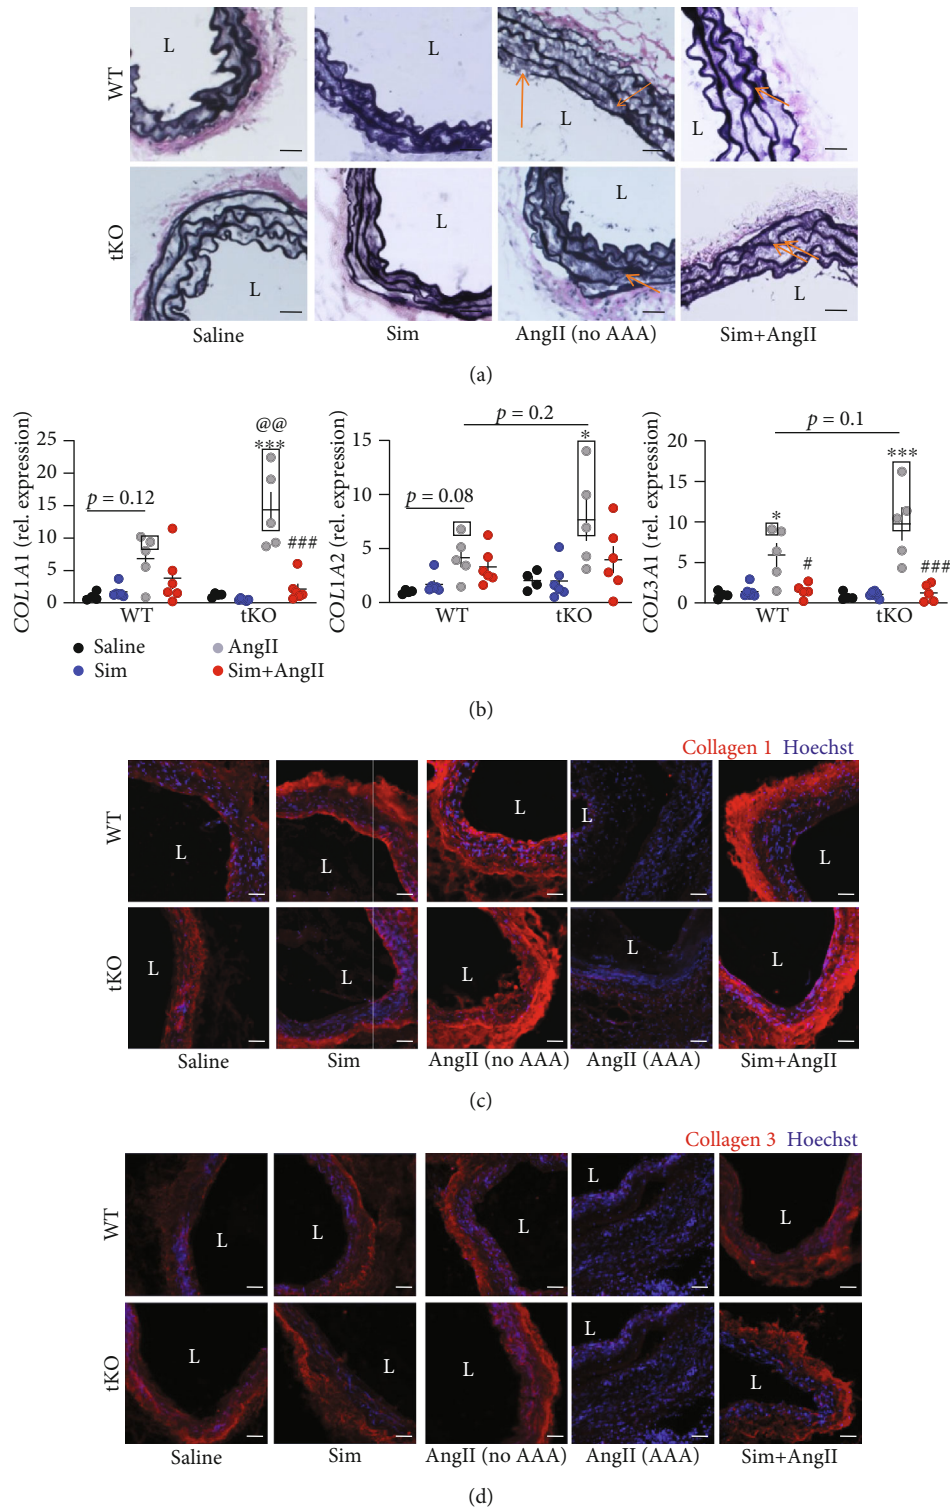 WT
L
L
L
L
tKO
L
L
L
L
Saline
Sim
AngII (no AAA)
Sim+AngII
(a)
COL1A1 (rel. expression)
25
20
15
10
5
0
p = 0.12
@@
***
###
WT
tKO
COL1A2 (rel. expression)
15
10
5
0
p = 0.2
p = 0.08
*
WT
tKO
COL3A1 (rel. expression)
20
15
10
5
0
p = 0.1
*
#
***
###
WT
tKO
Saline
AngII
Sim
Sim+AngII
(b)
Collagen 1 Hoechst
WT
L
L
L
L
L
tKO
L
L
L
L
L
Saline
Sim
AngII (no AAA)
AngII (AAA)
Sim+AngII
(c)
Collagen 3 Hoechst
WT
L
L
L
L
L
tKO
L
L
L
L
L
Saline
Sim
AngII (no AAA)
AngII (AAA)
Sim+AngII
(d)